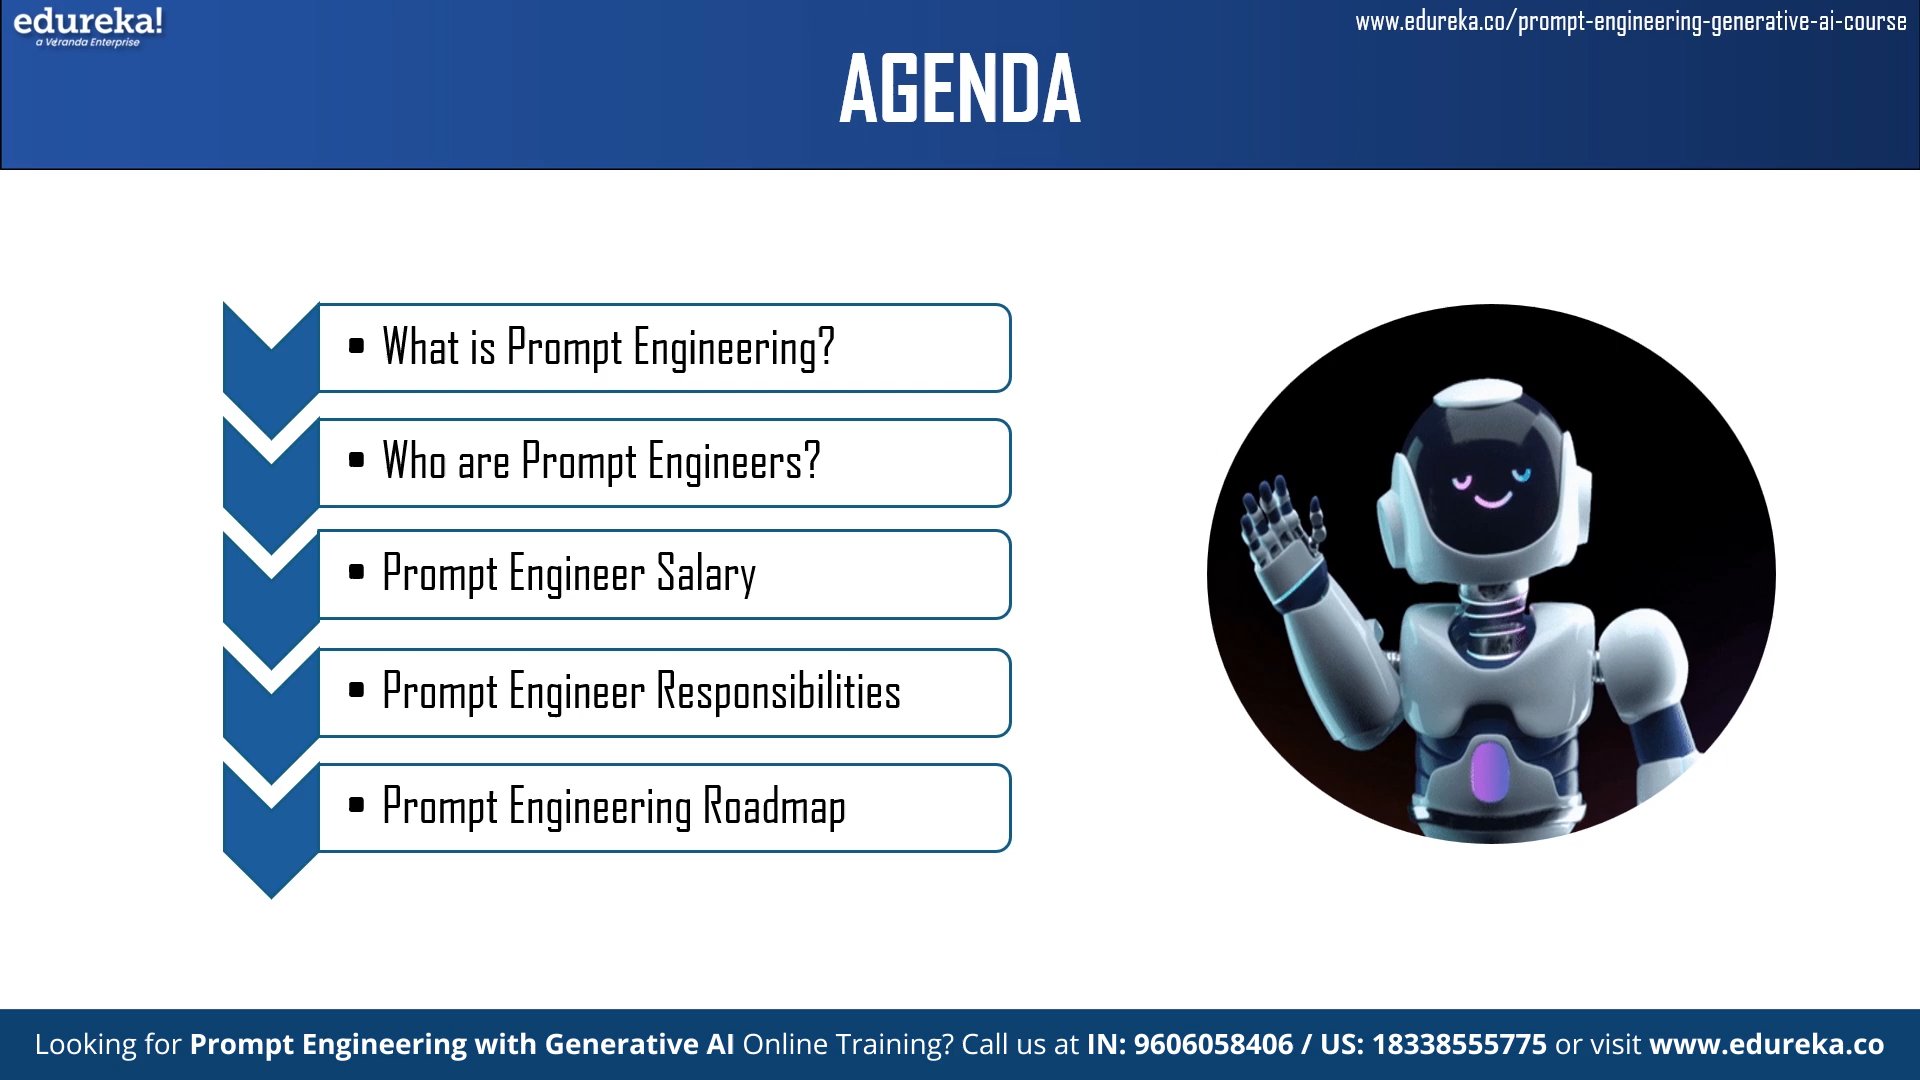 edureka!
a Veranda Enterprise
www.edureka.co/prompt-engineering-generative-ai-course
AGENDA
▪ What is Prompt Engineering?
▪ Who are Prompt Engineers?
▪ Prompt Engineer Salary
▪ Prompt Engineer Responsibilities
▪ Prompt Engineering Roadmap
Looking for Prompt Engineering with Generative AI Online Training? Call us at IN: 9606058406 / US: 18338555775 or visit www.edureka.co